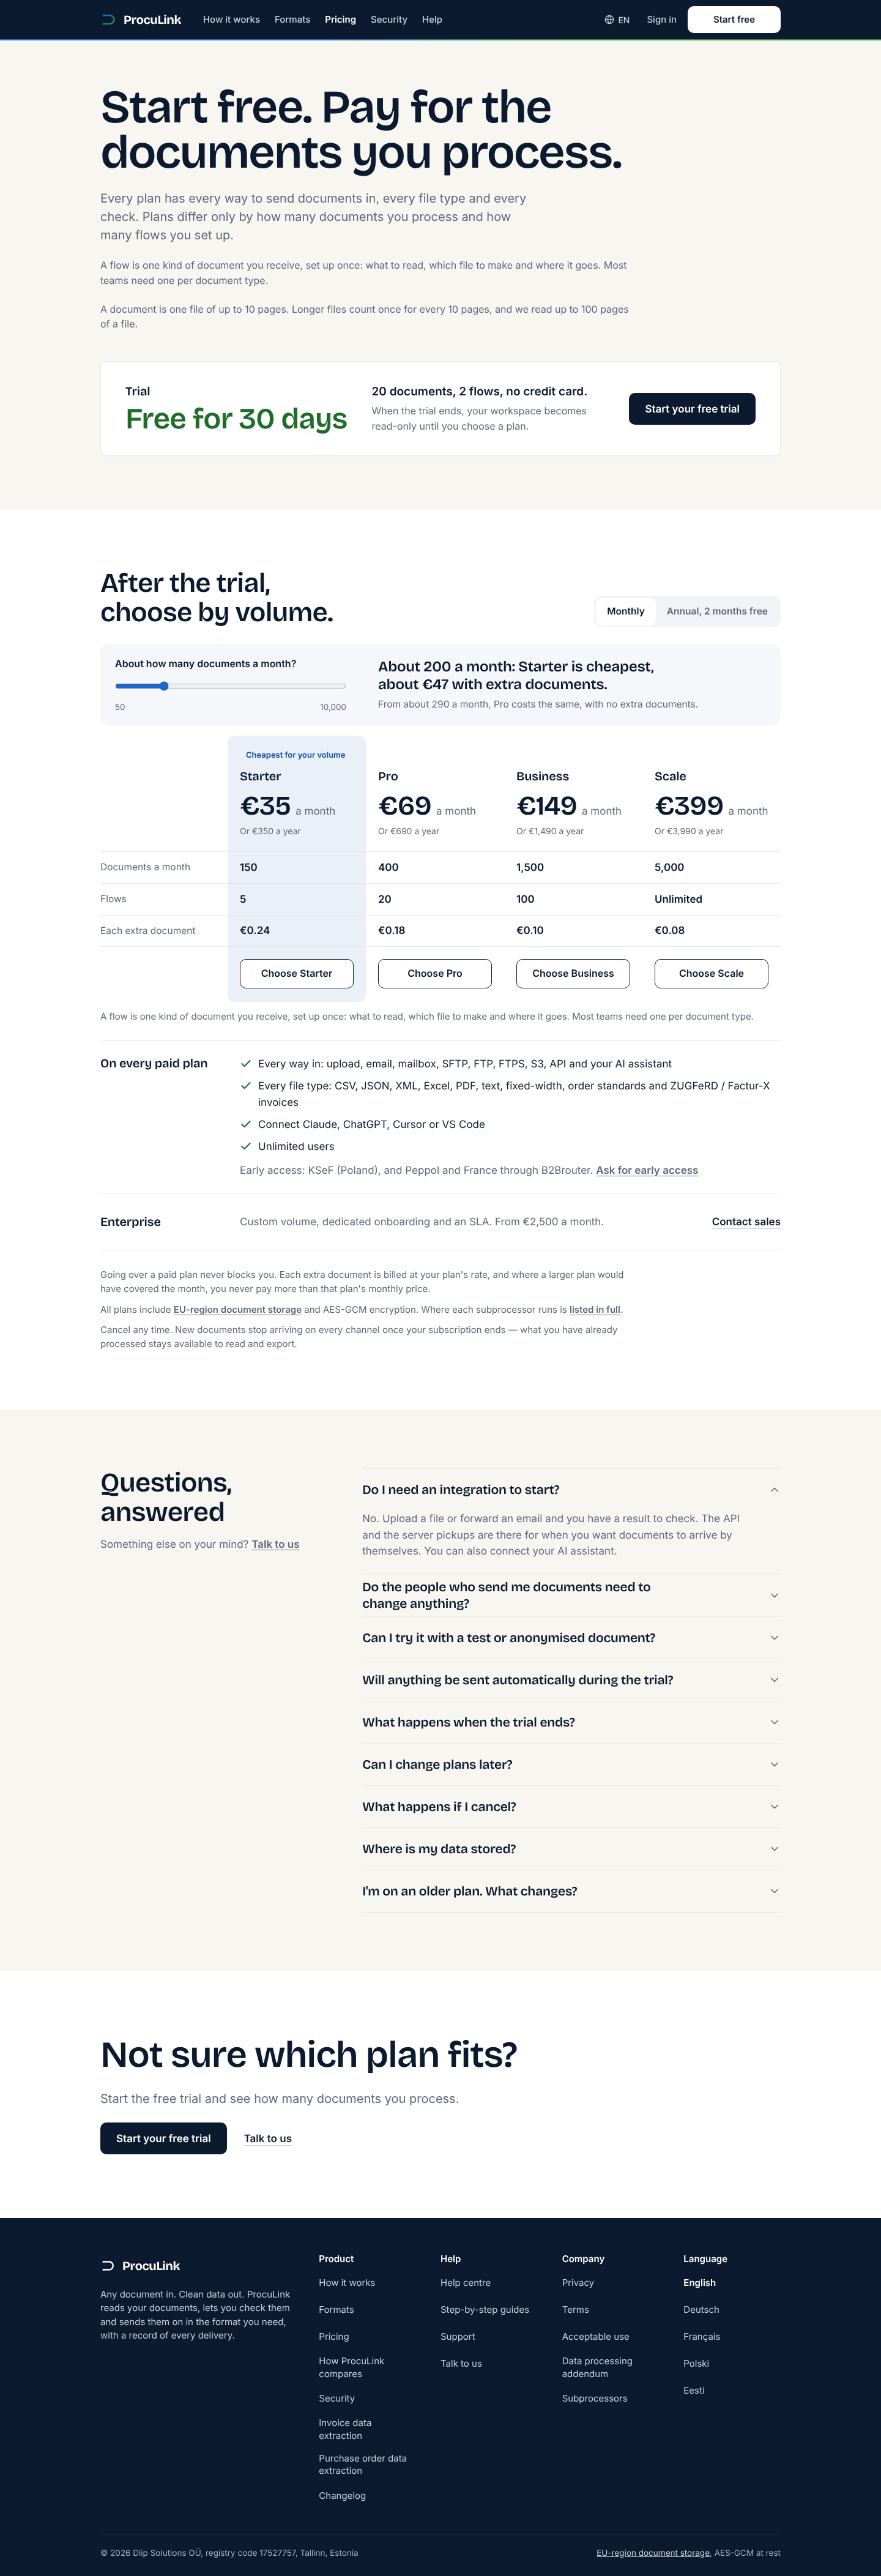 ProcuLink How it works Formats Pricing Security Help EN Sign in Start free
Start free. Pay for the
documents you process.
Every plan has every way to send documents in, every file type and every
check. Plans differ only by how many documents you process and how
many flows you set up.
A flow is one kind of document you receive, set up once: what to read, which file to make and where it goes. Most
teams need one per document type.
A document is one file of up to 10 pages. Longer files count once for every 10 pages, and we read up to 100 pages
of a file.
Trial
Free for 30 days
20 documents, 2 flows, no credit card.
When the trial ends, your workspace becomes
read-only until you choose a plan.
Start your free trial
After the trial,
choose by volume.
Monthly Annual, 2 months free
About how many documents a month?
50 10,000
About 200 a month: Starter is cheapest,
about €47 with extra documents.
From about 290 a month, Pro costs the same, with no extra documents.
Cheapest for your volume
Starter Pro Business Scale
€35 a month €69 a month €149 a month €399 a month
Or €350 a year Or €690 a year Or €1,490 a year Or €3,990 a year
Documents a month 150 400 1,500 5,000
Flows 5 20 100 Unlimited
Each extra document €0.24 €0.18 €0.10 €0.08
Choose Starter Choose Pro Choose Business Choose Scale
A flow is one kind of document you receive, set up once: what to read, which file to make and where it goes. Most teams need one per document type.
On every paid plan
Every way in: upload, email, mailbox, SFTP, FTP, FTPS, S3, API and your AI assistant
Every file type: CSV, JSON, XML, Excel, PDF, text, fixed-width, order standards and ZUGFeRD / Factur-X
invoices
Connect Claude, ChatGPT, Cursor or VS Code
Unlimited users
Early access: KSeF (Poland), and Peppol and France through B2Brouter. Ask for early access
Enterprise Custom volume, dedicated onboarding and an SLA. From €2,500 a month. Contact sales
Going over a paid plan never blocks you. Each extra document is billed at your plan's rate, and where a larger plan would
have covered the month, you never pay more than that plan's monthly price.
All plans include EU-region document storage and AES-GCM encryption. Where each subprocessor runs is listed in full.
Cancel any time. New documents stop arriving on every channel once your subscription ends — what you have already
processed stays available to read and export.
Questions,
answered
Something else on your mind? Talk to us
Do I need an integration to start?
No. Upload a file or forward an email and you have a result to check. The API
and the server pickups are there for when you want documents to arrive by
themselves. You can also connect your AI assistant.
Do the people who send me documents need to
change anything?
Can I try it with a test or anonymised document?
Will anything be sent automatically during the trial?
What happens when the trial ends?
Can I change plans later?
What happens if I cancel?
Where is my data stored?
I'm on an older plan. What changes?
Not sure which plan fits?
Start the free trial and see how many documents you process.
Start your free trial Talk to us
ProcuLink
Any document in. Clean data out. ProcuLink
reads your documents, lets you check them
and sends them on in the format you need,
with a record of every delivery.
Product
How it works
Formats
Pricing
How ProcuLink
compares
Security
Invoice data
extraction
Purchase order data
extraction
Changelog
Help
Help centre
Step-by-step guides
Support
Talk to us
Company
Privacy
Terms
Acceptable use
Data processing
addendum
Subprocessors
Language
English
Deutsch
Français
Polski
Eesti
© 2026 Diip Solutions OÜ, registry code 17527757, Tallinn, Estonia
EU-region document storage, AES-GCM at rest